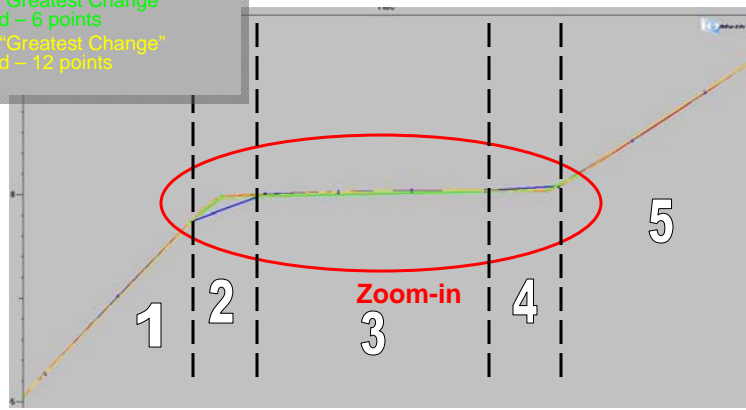 "Greatest Change"
d – 6 points
"Greatest Change"
d – 12 points
1
2
3
4
5
Zoom-in